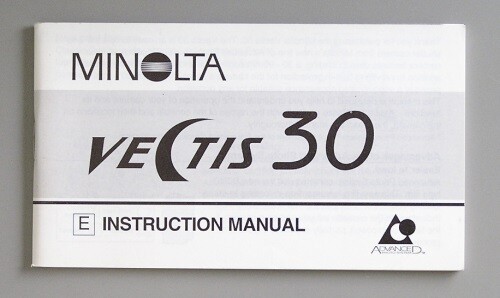 MINOLTA
VECTIS 30
E INSTRUCTION MANUAL
ADVANCED